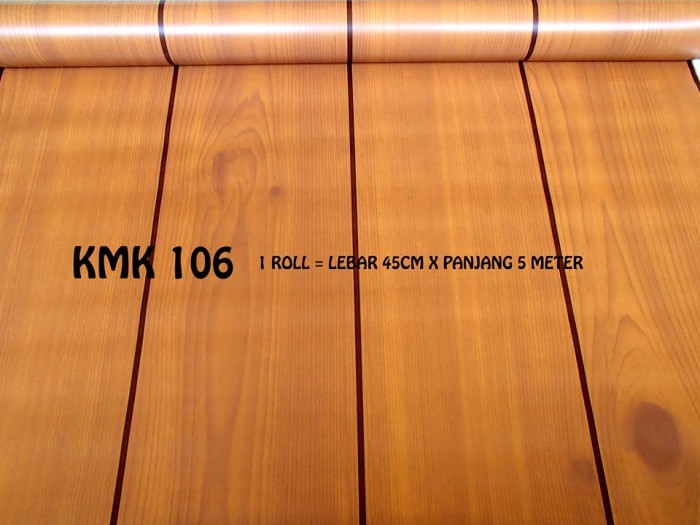 KMK 106 1 ROLL = LEBAR 45CM X PANJANG 5 METER